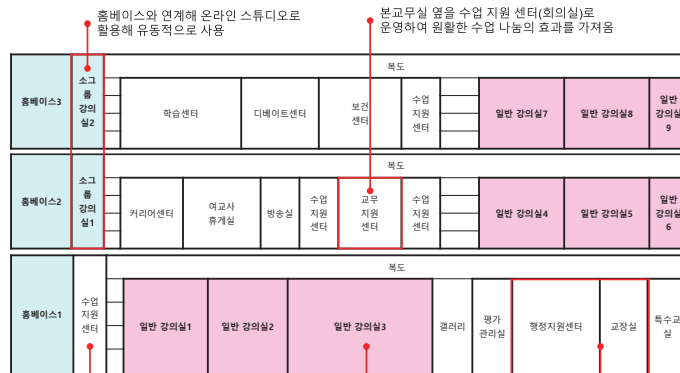 홈베이스와 연계해 온라인 스튜디오로
활용해 유동적으로 사용
본교무실 옆을 수업 지원 센터(회의실)로
운영하여 원활한 수업 나눔의 효과를 가져옴
복도
홈베이스3
소그
룹
강의
실2
학습센터
디베이트센터
보건
센터
수업
지원
센터
일반 강의실7
일반 강의실8
일반
강의실
9
복도
홈베이스2
소그
룹
강의
실1
커리어센터
여교사
휴게실
방송실
수업
지원
센터
교무
지원
센터
수업
지원
센터
일반 강의실4
일반 강의실5
일반
강의실
6
복도
홈베이스1
수업
지원
센터
일반 강의실1
일반 강의실2
일반 강의실3
갤러리
평가
관리실
행정지원센터
교장실
특수교
실